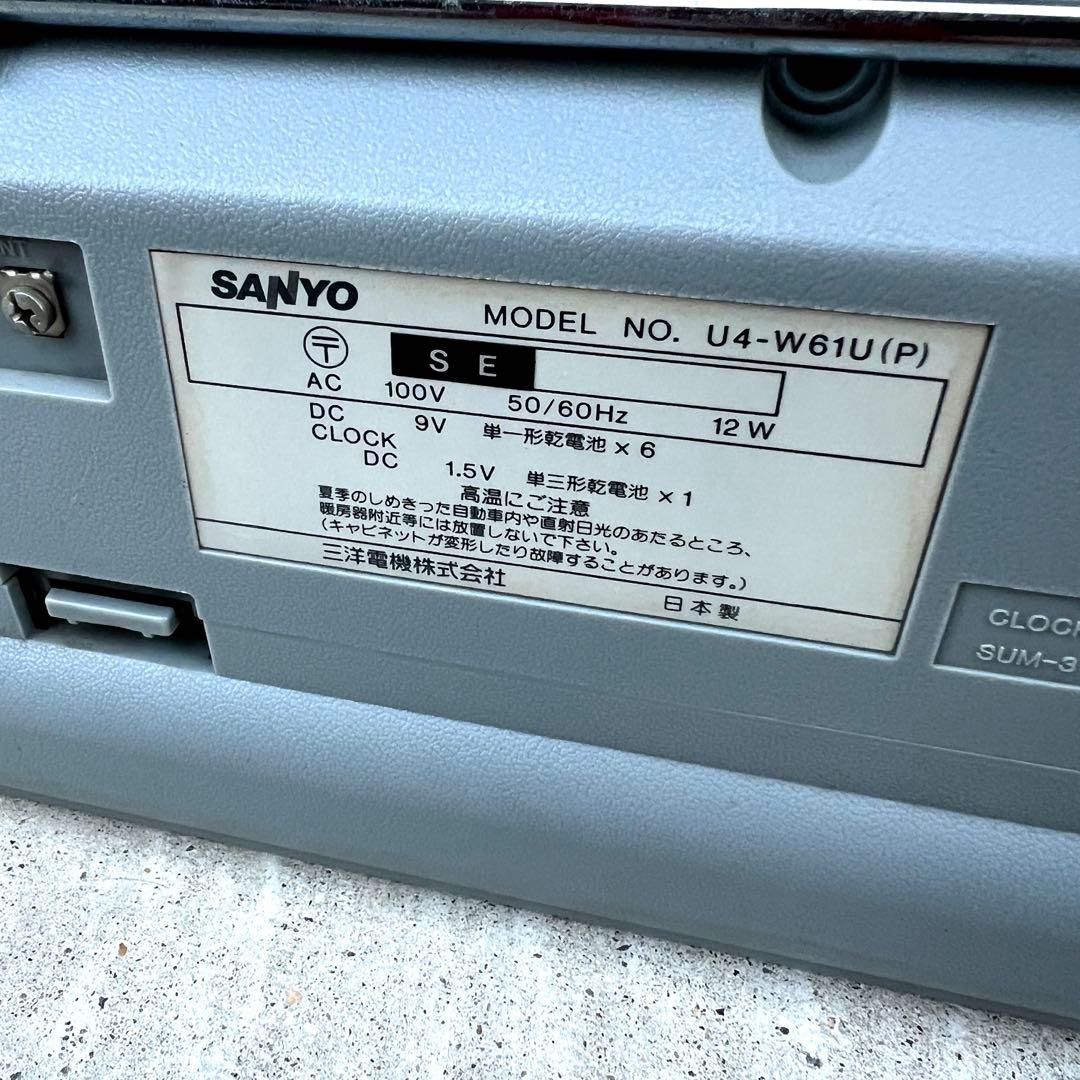 SANYO
MODEL NO. U4-W61U(P)
〒 SE
AC 100V 50/60Hz 12W
DC 9V 単一形乾電池×6
CLOCK
DC 1.5V 単三形乾電池×1
高温にご注意
夏季のしめきった自動車内や直射日光のあたるところ、
暖房器附近等には放置しないで下さい。
(キャビネットが変形したり故障することがあります。)
三洋電機株式会社
日本製
CLOCK
SUM-3